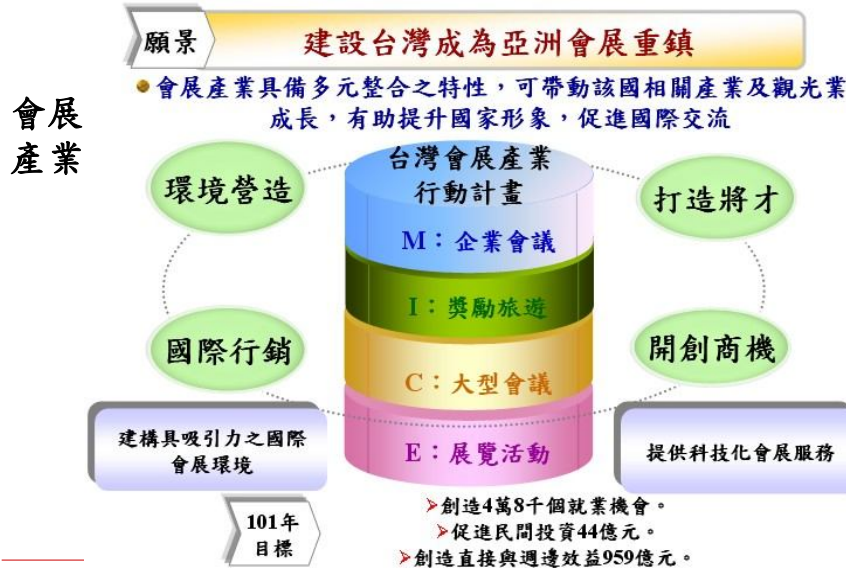 願景
建設台灣成為亞洲會展重鎮
會展
產業
會展產業具備多元整合之特性，可帶動該國相關產業及觀光業
成長，有助提升國家形象，促進國際交流
台灣會展產業
行動計畫
環境營造
打造將才
M：企業會議
I：獎勵旅遊
國際行銷
開創商機
C：大型會議
E：展覽活動
建構具吸引力之國際
會展環境
提供科技化會展服務
101年
目標
創造4萬8千個就業機會。
促進民間投資44億元。
創造直接與週邊效益959億元。